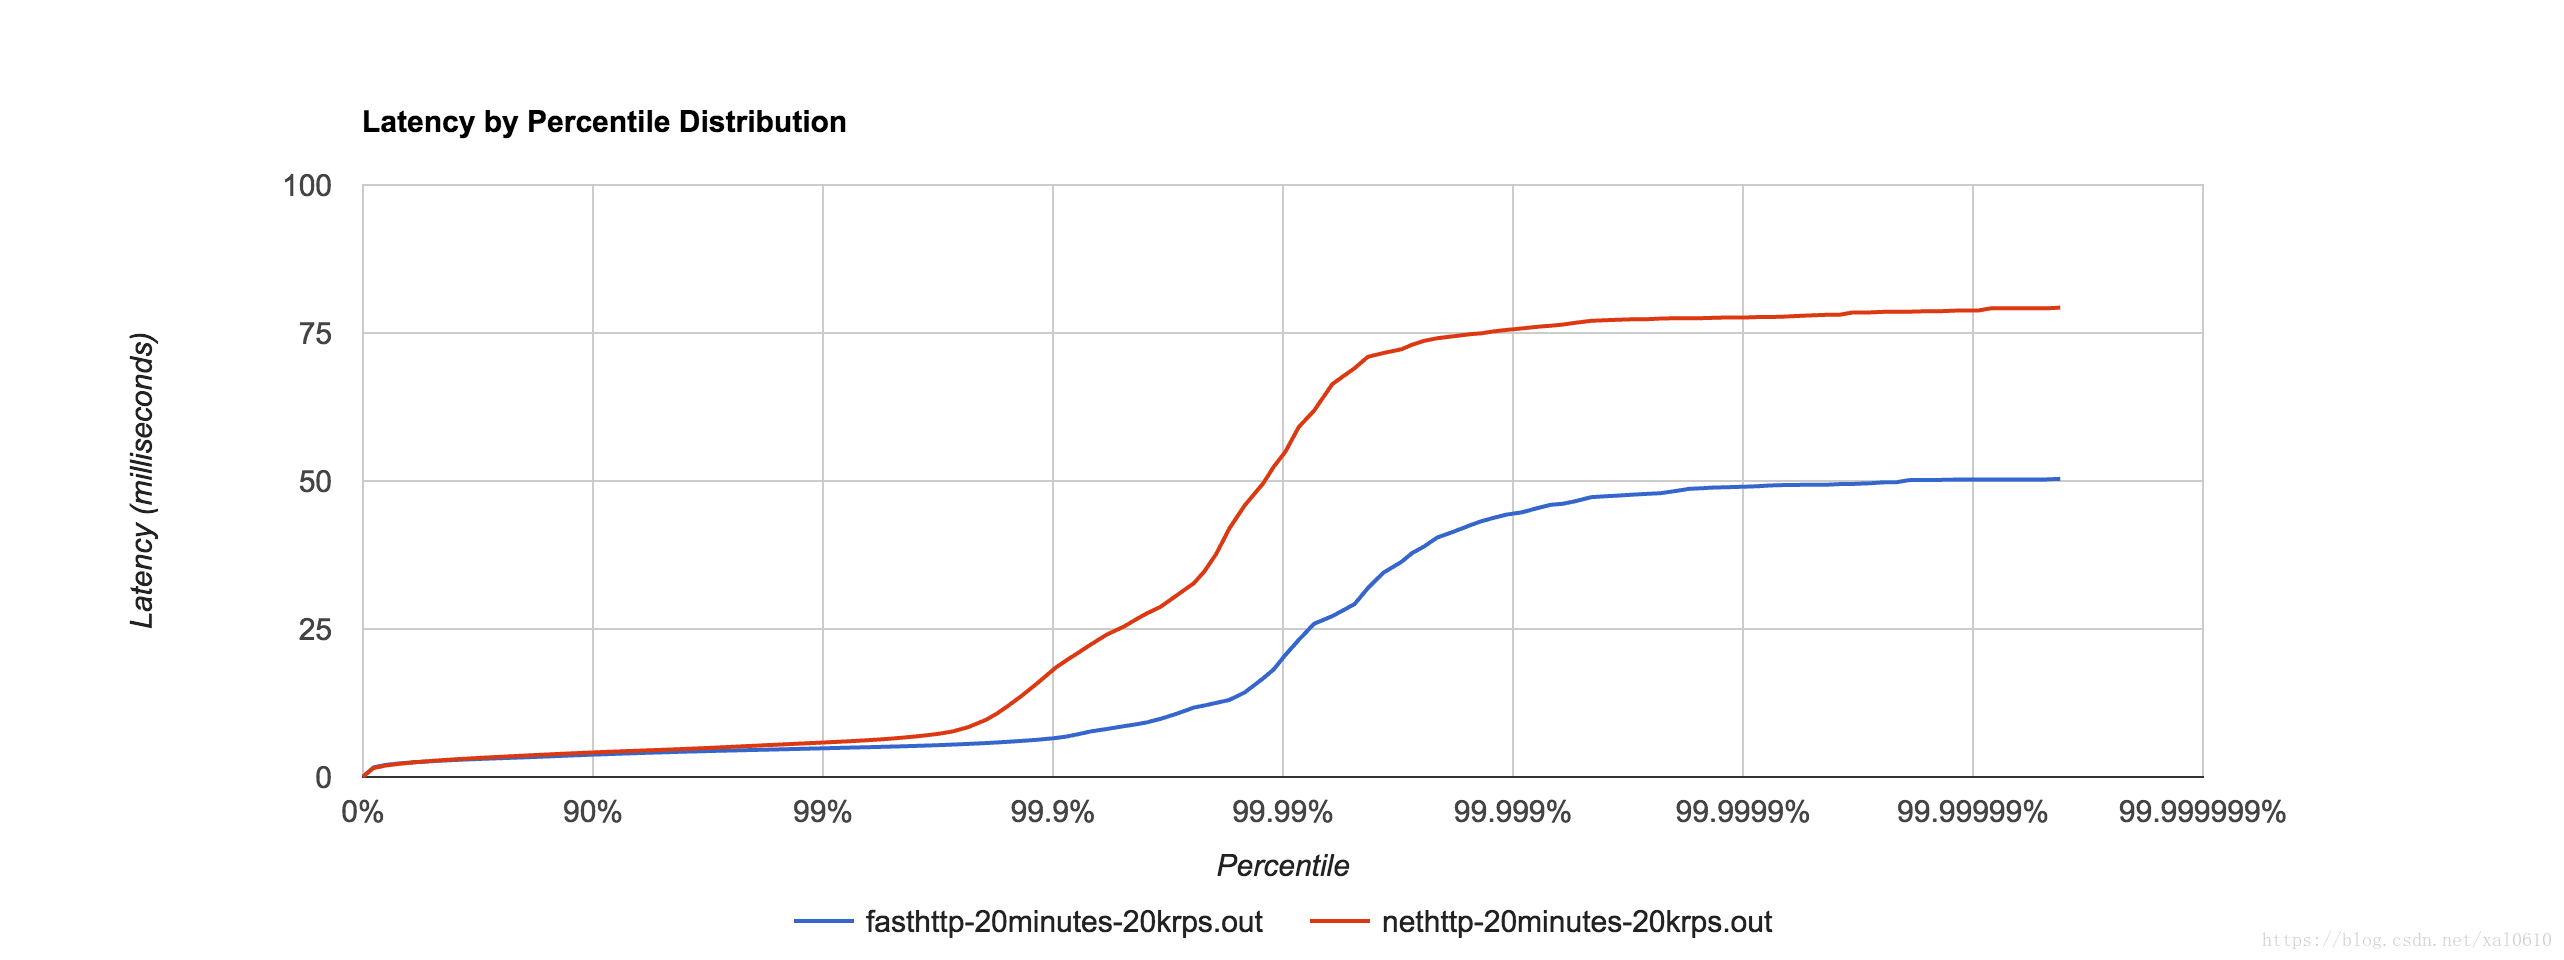 Latency by Percentile Distribution
100
75
50
25
0
Latency (milliseconds)
0% 90% 99% 99.9% 99.99% 99.999% 99.9999% 99.99999% 99.999999%
Percentile
fasthttp-20minutes-20krps.out nethttp-20minutes-20krps.out
https://blog.csdn.net/xal0610